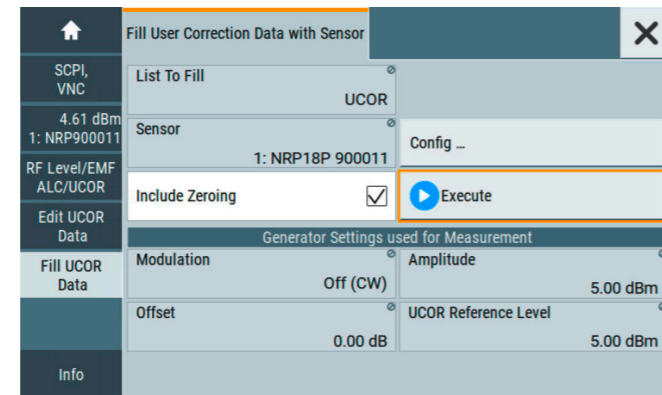 Fill User Correction Data with Sensor
SCPI,
VNC
4.61 dBm
1: NRP900011
RF Level/EMF
ALC/UCOR
Edit UCOR
Data
Fill UCOR
Data
Info
List To Fill
UCOR
Sensor
1: NRP18P 900011
Config ...
Include Zeroing
Execute
Generator Settings used for Measurement
Modulation
Off (CW)
Amplitude
5.00 dBm
Offset
0.00 dB
UCOR Reference Level
5.00 dBm